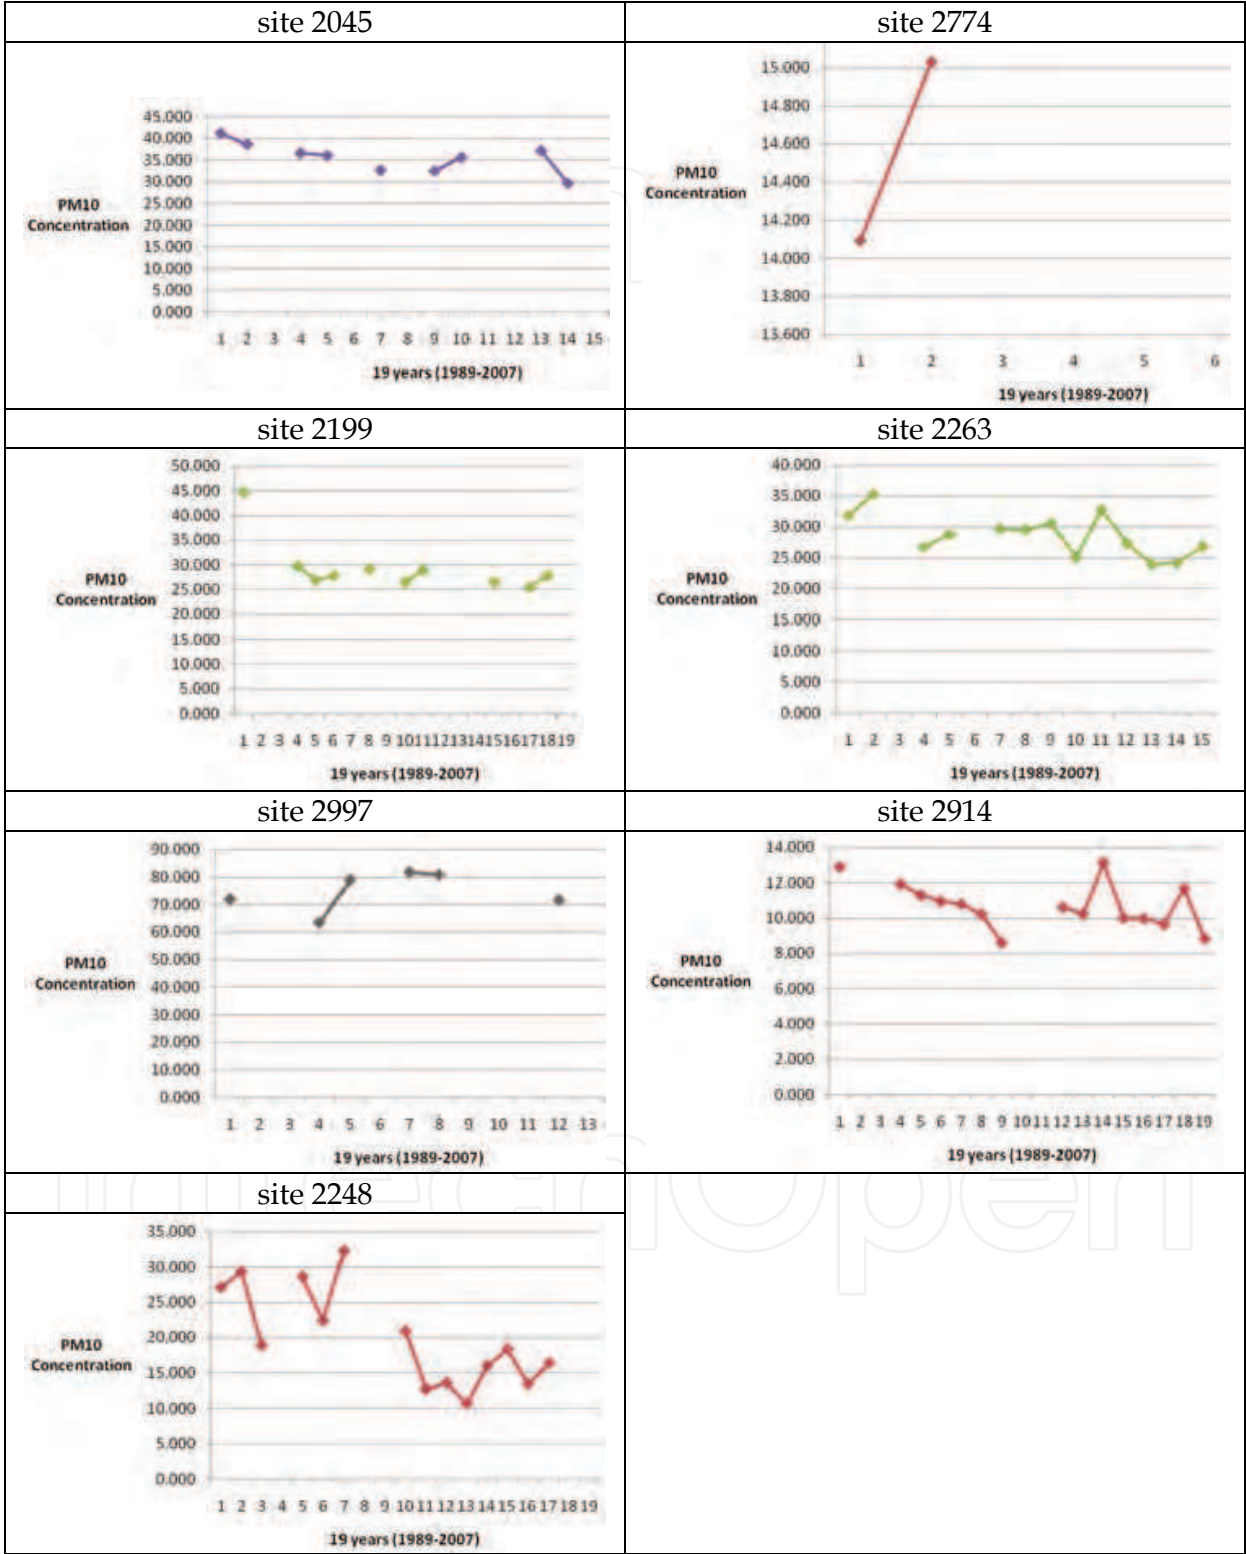 site 2045
site 2774
45.000
40.000
35.000
30.000
25.000
20.000
15.000
10.000
5.000
0.000
PM10
Concentration
1 2 3 4 5 6 7 8 9 10 11 12 13 14 15
19 years (1989-2007)
15.000
14.800
14.600
14.400
14.200
14.000
13.800
13.600
PM10
Concentration
1 2 3 4 5 6
19 years (1989-2007)
site 2199
site 2263
50.000
45.000
40.000
35.000
30.000
25.000
20.000
15.000
10.000
5.000
0.000
PM10
Concentration
1 2 3 4 5 6 7 8 9 10 11 12 13 14 15 16 17 18 19
19 years (1989-2007)
40.000
35.000
30.000
25.000
20.000
15.000
10.000
5.000
0.000
PM10
Concentration
1 2 3 4 5 6 7 8 9 10 11 12 13 14 15
19 years (1989-2007)
site 2997
site 2914
90.000
80.000
70.000
60.000
50.000
40.000
30.000
20.000
10.000
0.000
PM10
Concentration
1 2 3 4 5 6 7 8 9 10 11 12 13
19 years (1989-2007)
14.000
12.000
10.000
8.000
6.000
4.000
2.000
0.000
PM10
Concentration
1 2 3 4 5 6 7 8 9 10 11 12 13 14 15 16 17 18 19
19 years (1989-2007)
site 2248
35.000
30.000
25.000
20.000
15.000
10.000
5.000
0.000
PM10
Concentration
1 2 3 4 5 6 7 8 9 10 11 12 13 14 15 16 17 18 19
19 years (1989-2007)
IntechOpen